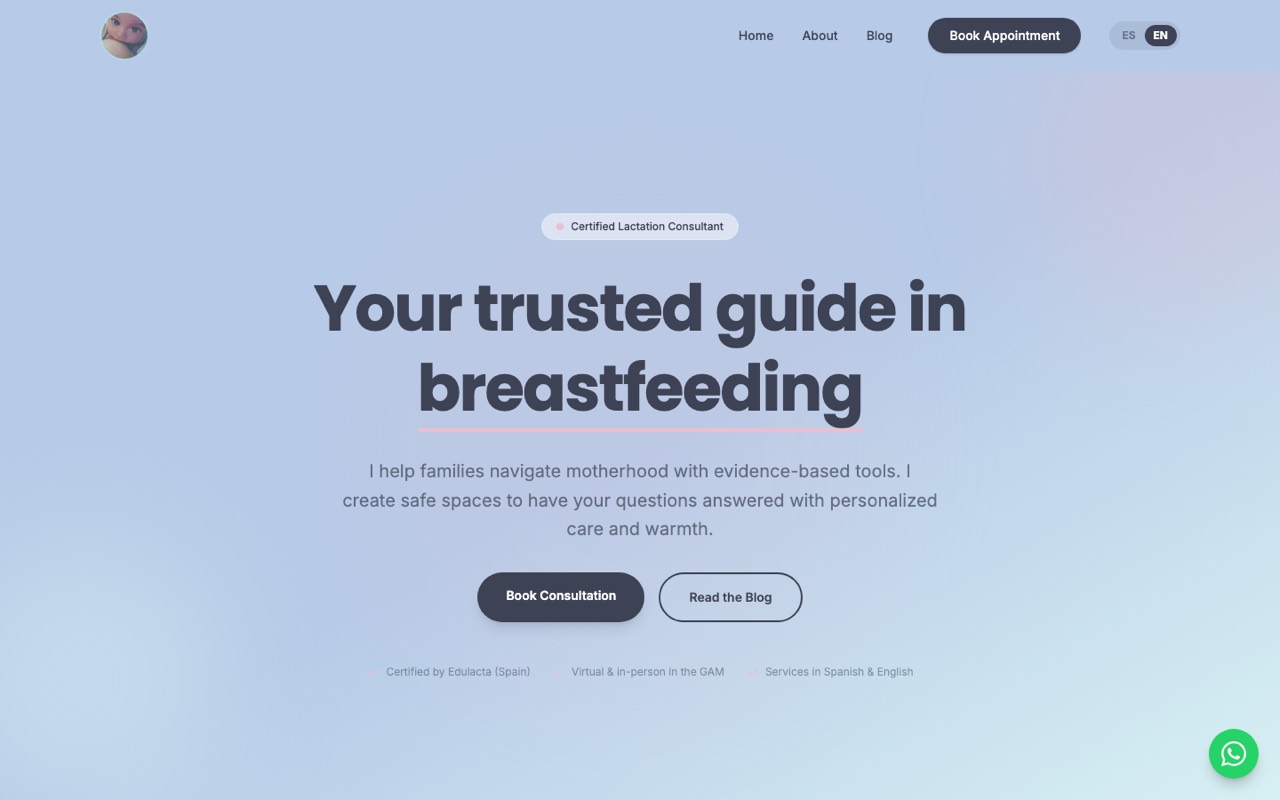 Home
About
Blog
Book Appointment
ES
EN
Certified Lactation Consultant
Your trusted guide in
breastfeeding
I help families navigate motherhood with evidence-based tools. I
create safe spaces to have your questions answered with personalized
care and warmth.
Book Consultation
Read the Blog
Certified by Edulacta (Spain)
Virtual & in-person in the GAM
Services in Spanish & English